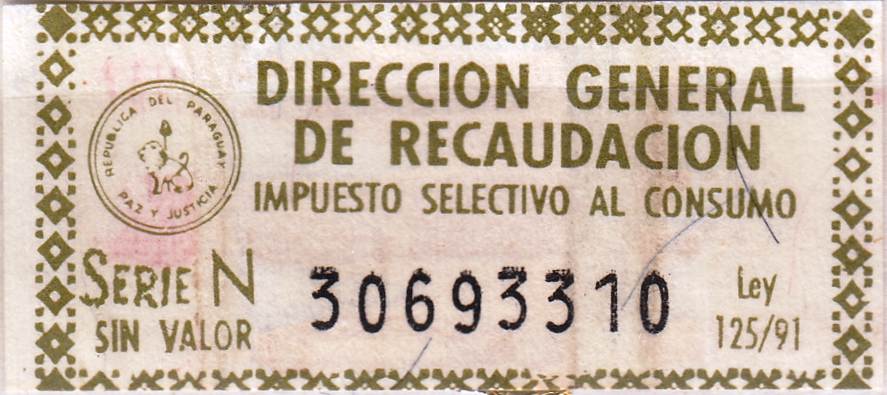 DIRECCION GENERAL
DE RECAUDACION
IMPUESTO SELECTIVO AL CONSUMO
REPUBLICA DEL PARAGUAY
PAZ Y JUSTICIA
SERIE N
SIN VALOR
30693310
Ley
125/91